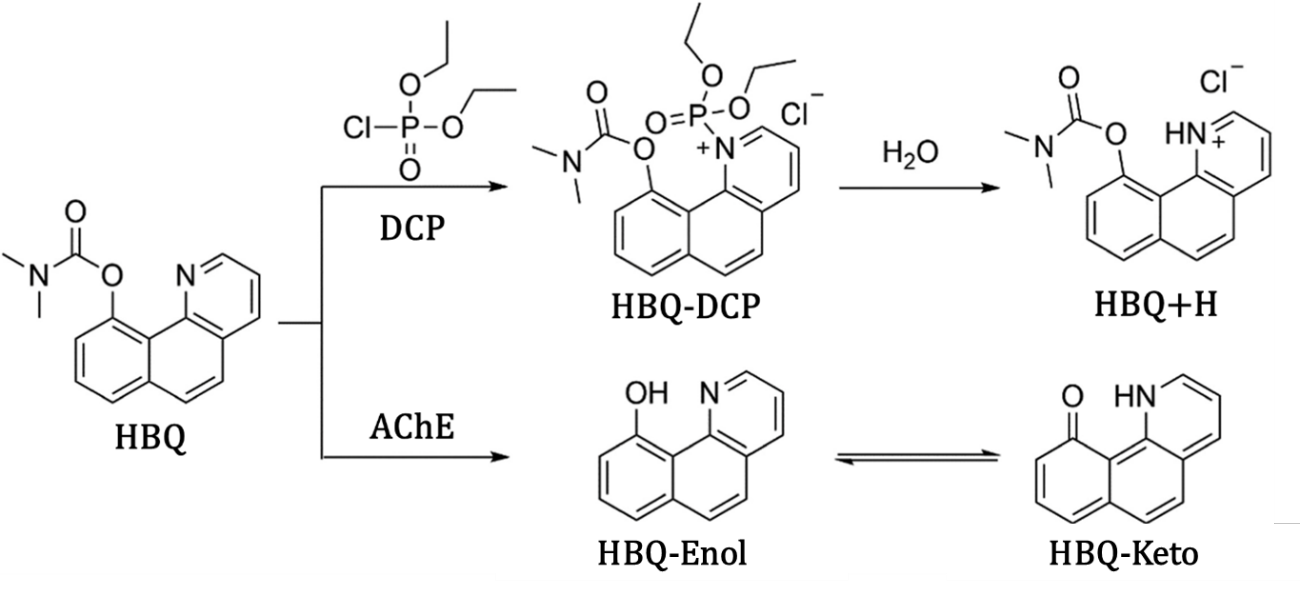 Cl P O O O
DCP
O N O O P O O N + Cl⁻
HBQ-DCP
H₂O
O N O HN + Cl⁻
HBQ+H
O N O N
HBQ
AChE
OH N
HBQ-Enol
O HN
HBQ-Keto